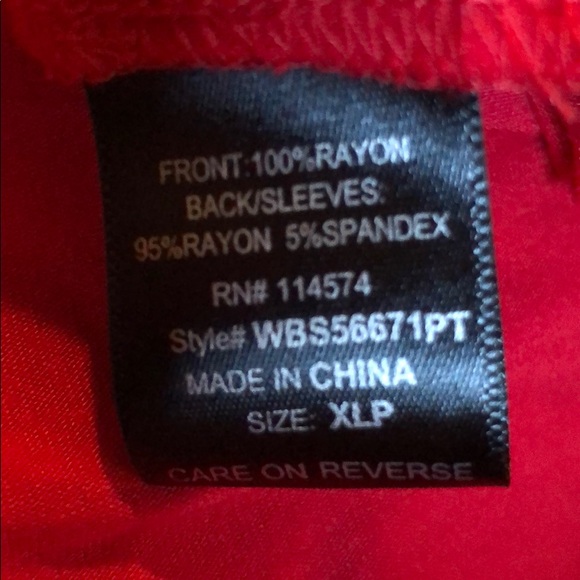 FRONT:100%RAYON
BACK/SLEEVES:
95%RAYON 5%SPANDEX
RN# 114574
Style# WBS56671PT
MADE IN CHINA
SIZE: XLP
CARE ON REVERSE